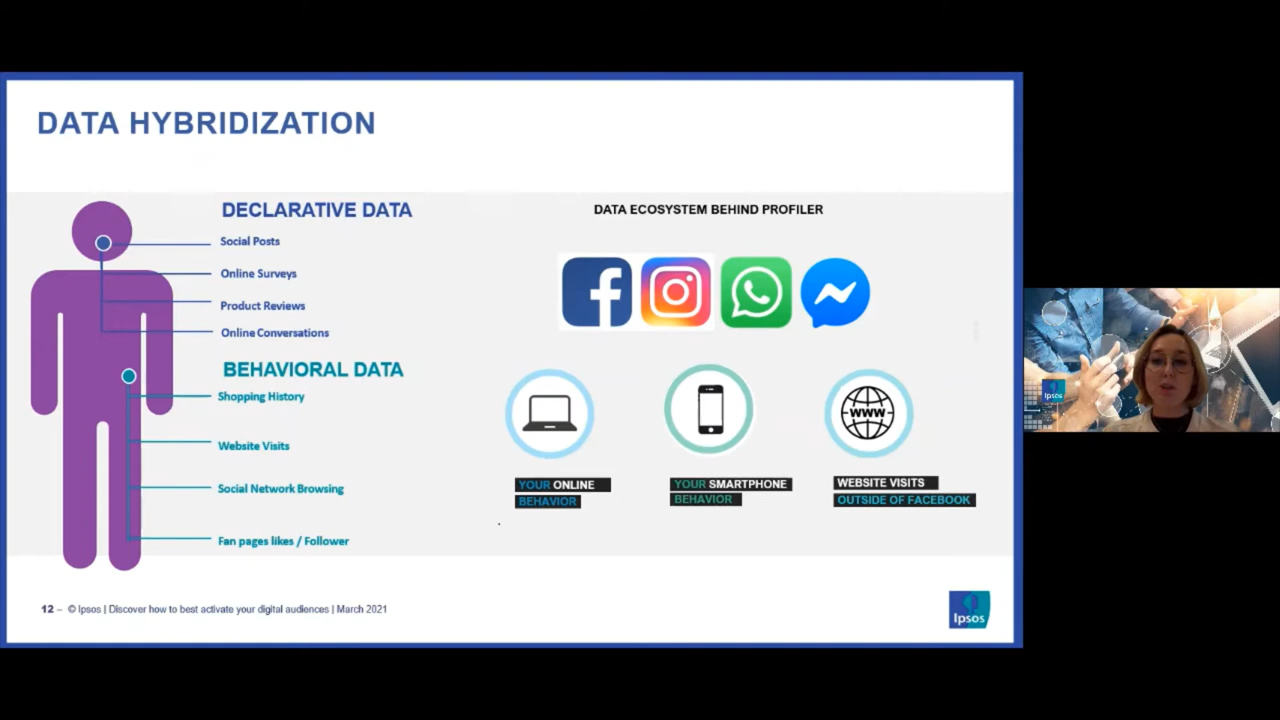 DATA HYBRIDIZATION
DECLARATIVE DATA
Social Posts
Online Surveys
Product Reviews
Online Conversations
BEHAVIORAL DATA
Shopping History
Website Visits
Social Network Browsing
Fan pages likes / Follower
DATA ECOSYSTEM BEHIND PROFILER
WWW
YOUR ONLINE
BEHAVIOR
YOUR SMARTPHONE
BEHAVIOR
WEBSITE VISITS
OUTSIDE OF FACEBOOK
12 – © Ipsos | Discover how to best activate your digital audiences | March 2021
Ipsos
Ipsos